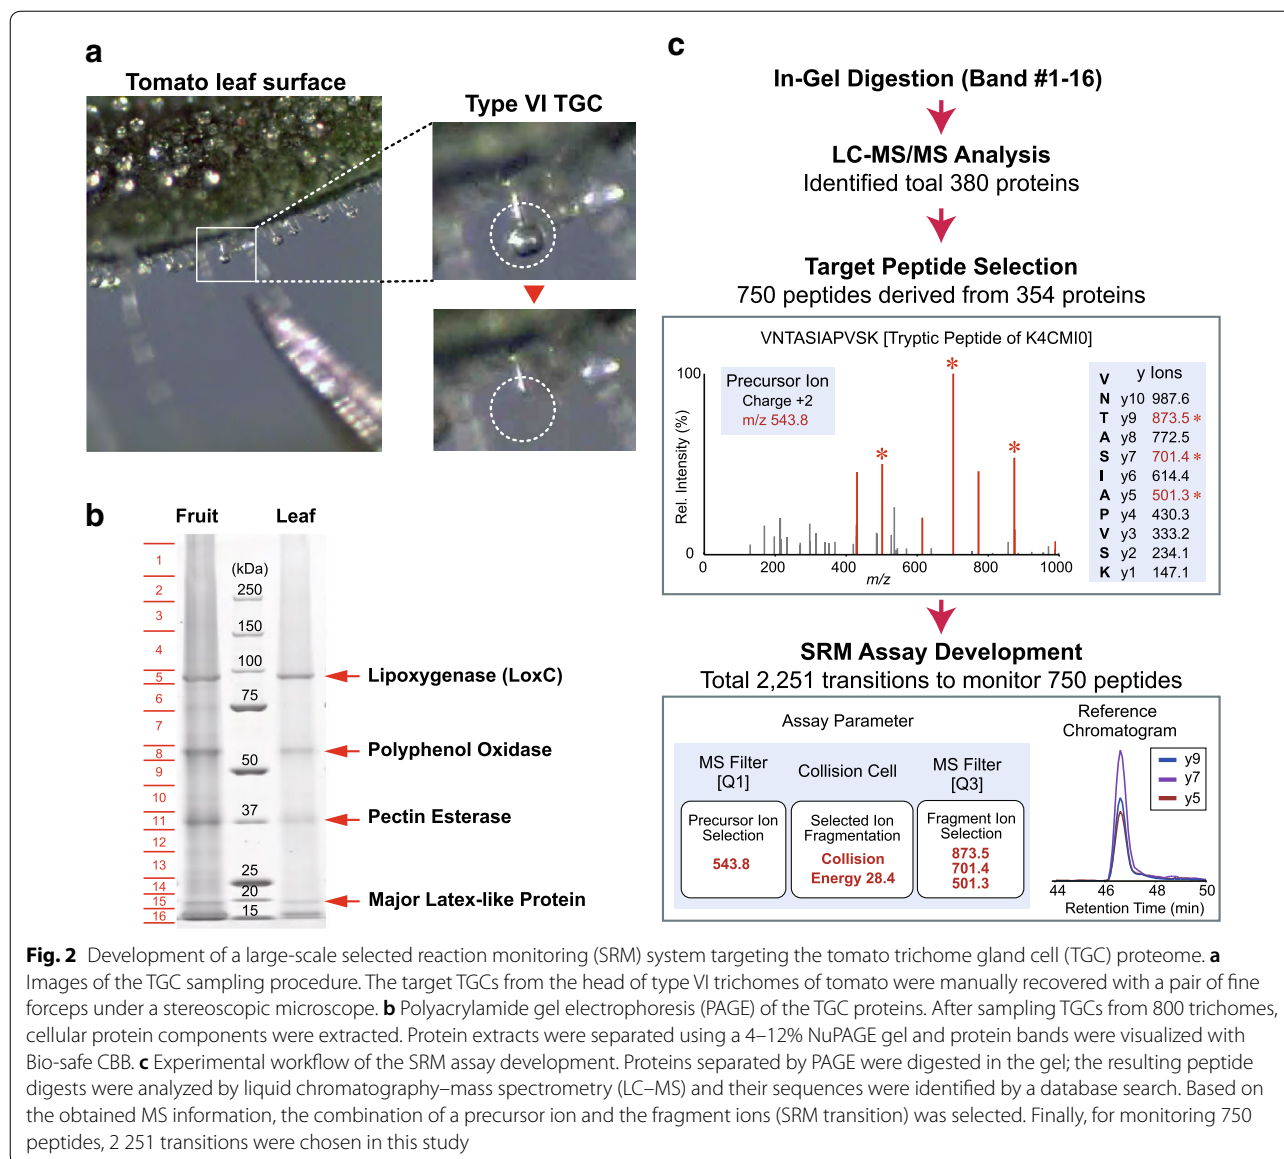 a
Tomato leaf surface
Type VI TGC
b
Fruit
Leaf
(kDa)
250
150
100
75
50
37
25
20
15
1
2
3
4
5
6
7
8
9
10
11
12
13
14
15
16
Lipoxygenase (LoxC)
Polyphenol Oxidase
Pectin Esterase
Major Latex-like Protein
c
In-Gel Digestion (Band #1-16)
LC-MS/MS Analysis
Identified toal 380 proteins
Target Peptide Selection
750 peptides derived from 354 proteins
VNTASIAPVSK [Tryptic Peptide of K4CMI0]
100
Rel. Intensity (%)
0
Precursor Ion
Charge +2
m/z 543.8
*
*
*
0 200 400 600 800 1000
m/z
V y Ions
N y10 987.6
T y9 873.5 *
A y8 772.5
S y7 701.4 *
I y6 614.4
A y5 501.3 *
P y4 430.3
V y3 333.2
S y2 234.1
K y1 147.1
SRM Assay Development
Total 2,251 transitions to monitor 750 peptides
Assay Parameter
MS Filter
[Q1]
Precursor Ion
Selection
543.8
Collision Cell
Selected Ion
Fragmentation
Collision
Energy 28.4
MS Filter
[Q3]
Fragment Ion
Selection
873.5
701.4
501.3
Reference
Chromatogram
y9
y7
y5
44 46 48 50
Retention Time (min)
Fig. 2 Development of a large-scale selected reaction monitoring (SRM) system targeting the tomato trichome gland cell (TGC) proteome. a
Images of the TGC sampling procedure. The target TGCs from the head of type VI trichomes of tomato were manually recovered with a pair of fine
forceps under a stereoscopic microscope. b Polyacrylamide gel electrophoresis (PAGE) of the TGC proteins. After sampling TGCs from 800 trichomes,
cellular protein components were extracted. Protein extracts were separated using a 4–12% NuPAGE gel and protein bands were visualized with
Bio-safe CBB. c Experimental workflow of the SRM assay development. Proteins separated by PAGE were digested in the gel; the resulting peptide
digests were analyzed by liquid chromatography–mass spectrometry (LC–MS) and their sequences were identified by a database search. Based on
the obtained MS information, the combination of a precursor ion and the fragment ions (SRM transition) was selected. Finally, for monitoring 750
peptides, 2 251 transitions were chosen in this study